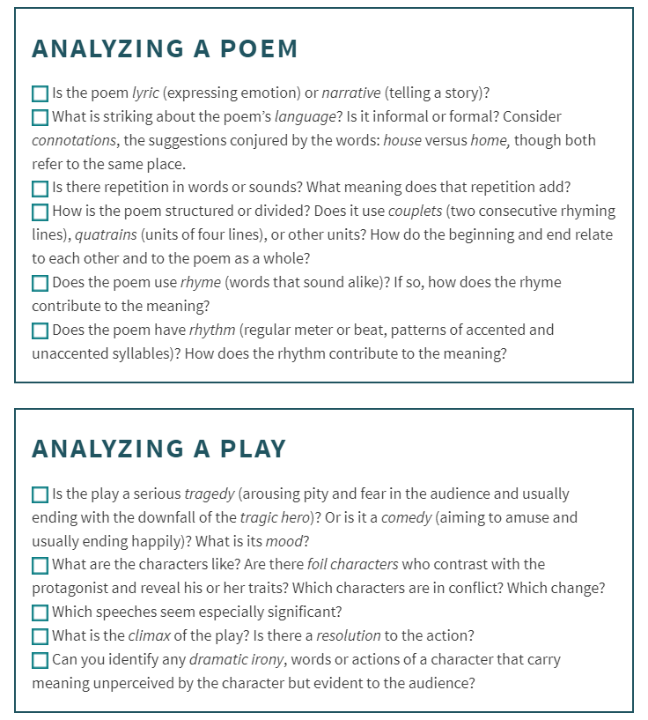 ANALYZING A POEM
Is the poem lyric (expressing emotion) or narrative (telling a story)?
What is striking about the poem's language? Is it informal or formal? Consider
connotations, the suggestions conjured by the words: house versus home, though both
refer to the same place.
Is there repetition in words or sounds? What meaning does that repetition add?
How is the poem structured or divided? Does it use couplets (two consecutive rhyming
lines), quatrains (units of four lines), or other units? How do the beginning and end relate
to each other and to the poem as a whole?
Does the poem use rhyme (words that sound alike)? If so, how does the rhyme
contribute to the meaning?
Does the poem have rhythm (regular meter or beat, patterns of accented and
unaccented syllables)? How does the rhythm contribute to the meaning?
ANALYZING A PLAY
Is the play a serious tragedy (arousing pity and fear in the audience and usually
ending with the downfall of the tragic hero)? Or is it a comedy (aiming to amuse and
usually ending happily)? What is its mood?
What are the characters like? Are there foil characters who contrast with the
protagonist and reveal his or her traits? Which characters are in conflict? Which change?
Which speeches seem especially significant?
What is the climax of the play? Is there a resolution to the action?
Can you identify any dramatic irony, words or actions of a character that carry
meaning unperceived by the character but evident to the audience?